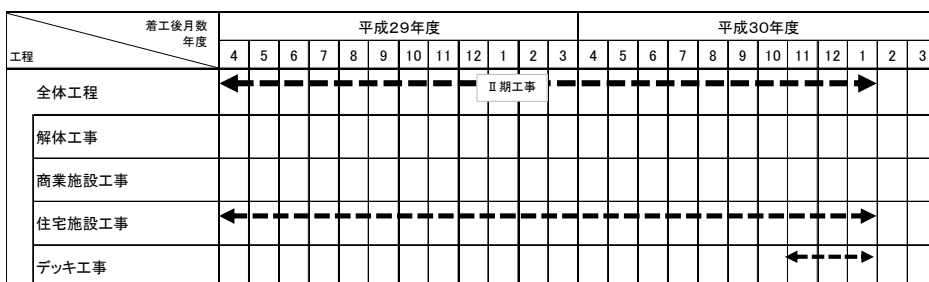 着工後月数
年度
工程
平成29年度 平成30年度
4 5 6 7 8 9 10 11 12 1 2 3 4 5 6 7 8 9 10 11 12 1 2 3
全体工程
Ⅱ期工事
解体工事
商業施設工事
住宅施設工事
デッキ工事